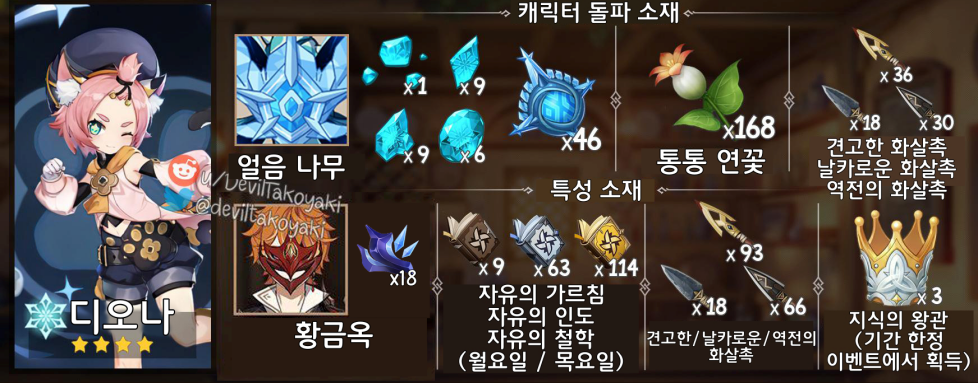 캐릭터 돌파 소재
얼음 나무
x1
x9
x9
x6
x46
통통 연꽃
x168
x36
x18
x30
견고한 화살촉
날카로운 화살촉
역전의 화살촉
u/Deviltakoyaki
@deviltakoyaki
디오나
특성 소재
황금옥
x18
x9
x63
x114
자유의 가르침
자유의 인도
자유의 철학
(월요일 / 목요일)
x93
x18
x66
견고한/날카로운/역전의
화살촉
x3
지식의 왕관
(기간 한정
이벤트에서 획득)